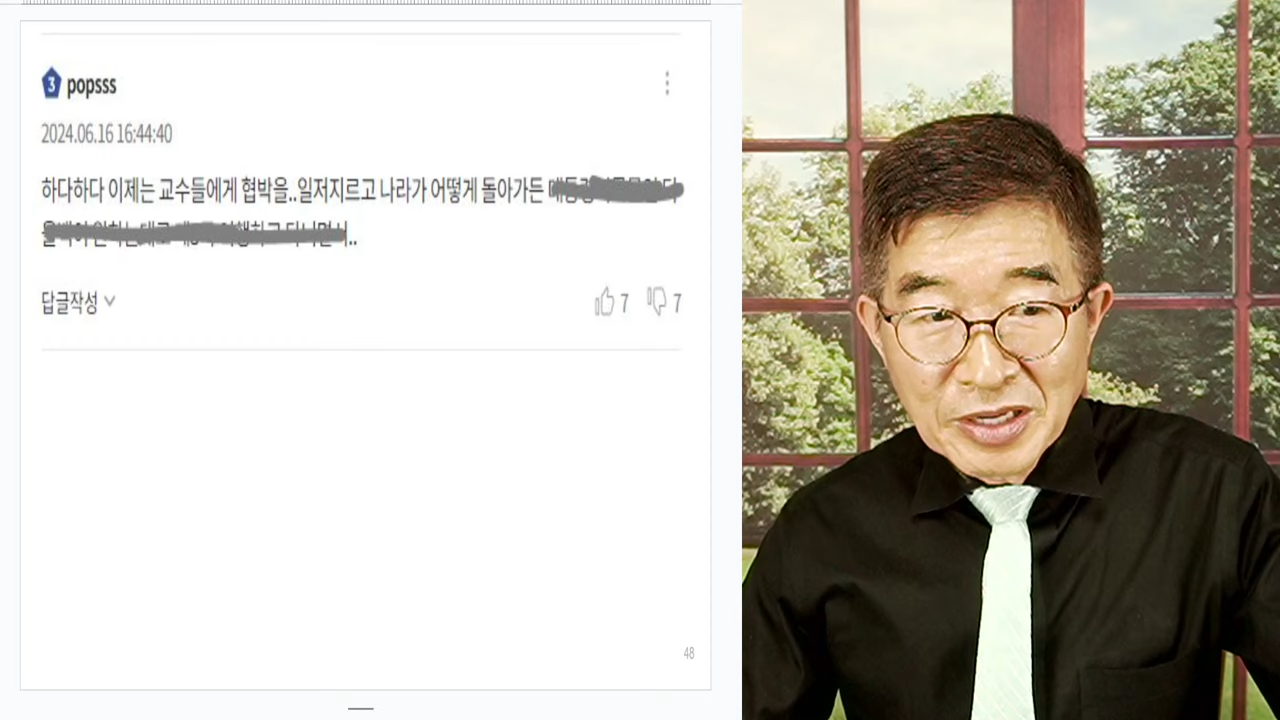 3 popsss
2024.06.16 16:44:40
하다하다 이제는 교수들에게 협박을..일저지르고 나라가 어떻게 돌아가든
..
답글작성
7 7
48